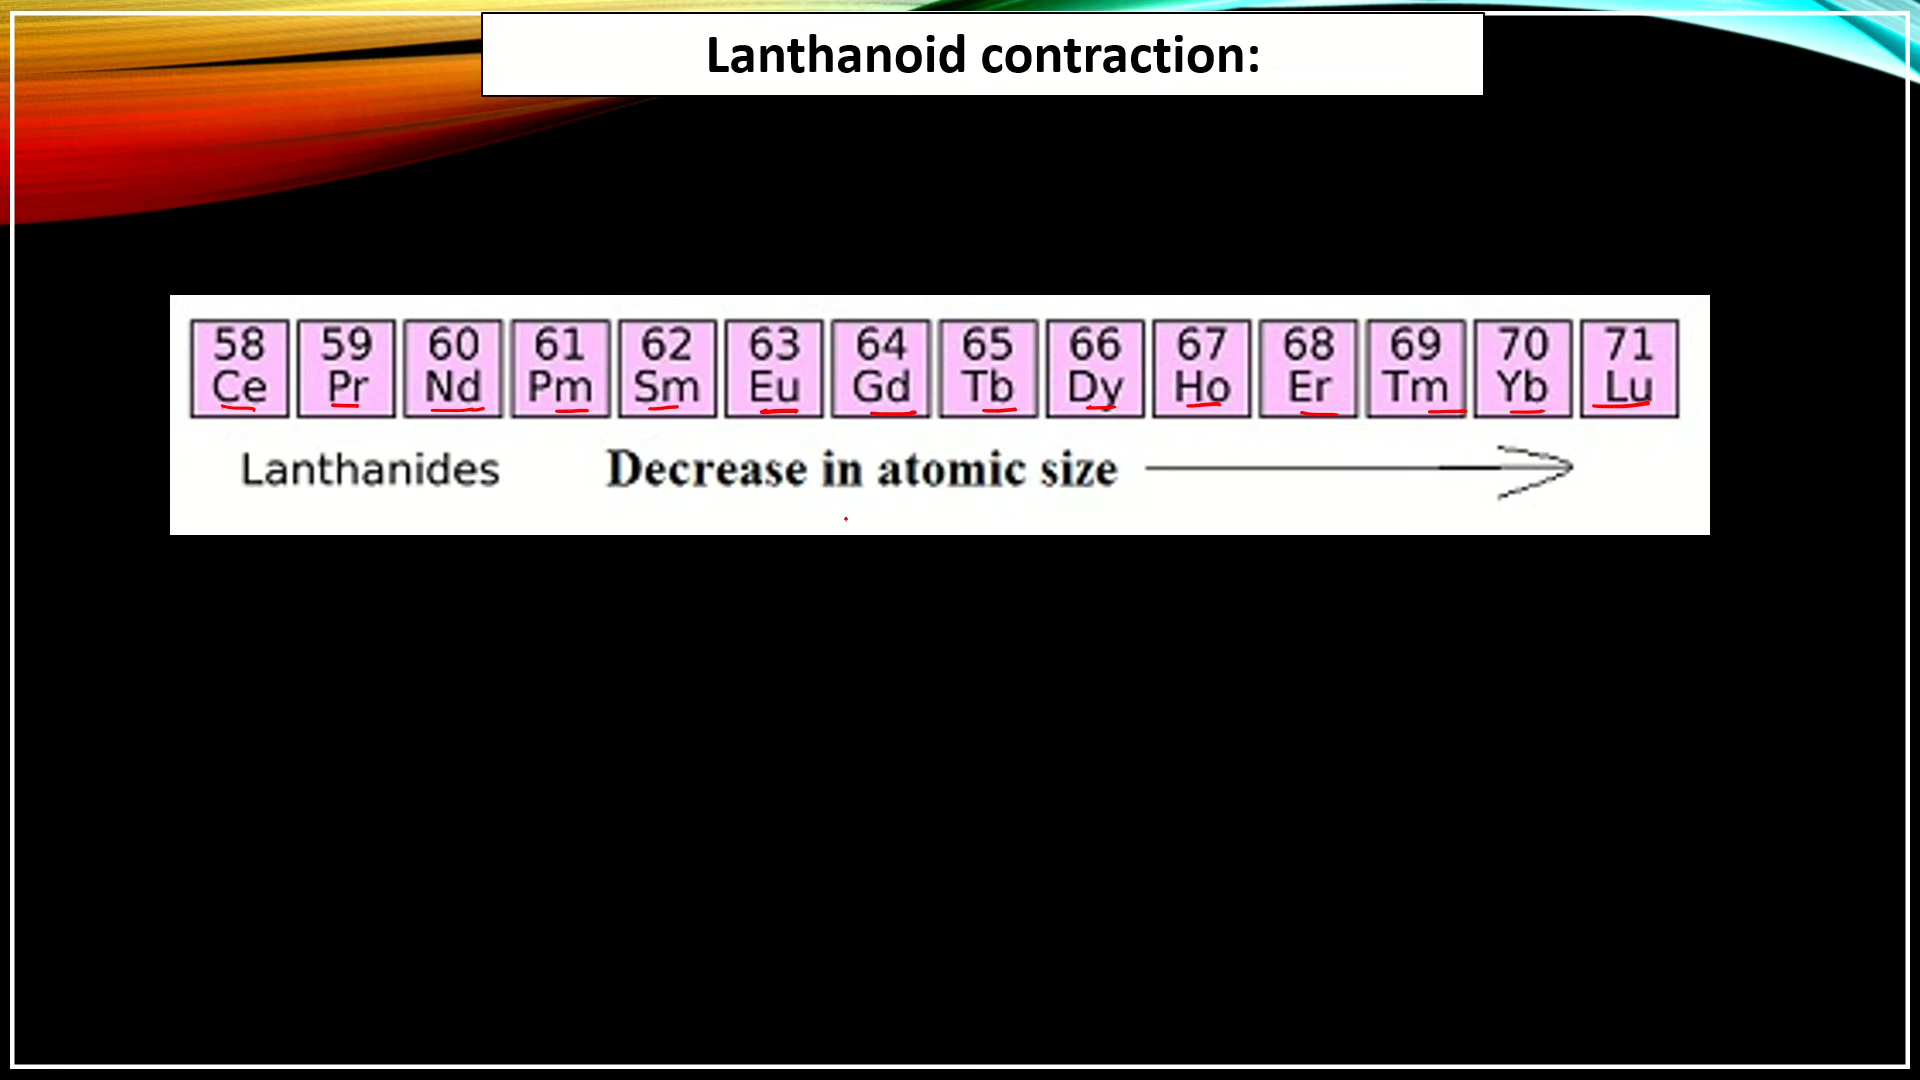 Lanthanoid contraction:
58 59 60 61 62 63 64 65 66 67 68 69 70 71
Ce Pr Nd Pm Sm Eu Gd Tb Dy Ho Er Tm Yb Lu
Lanthanides Decrease in atomic size